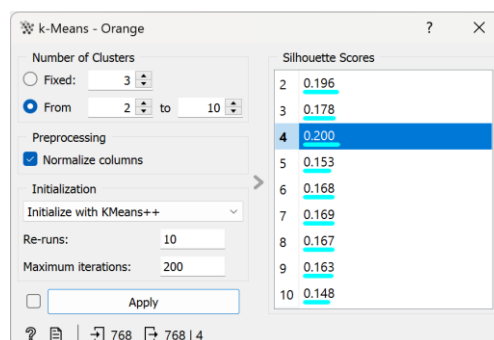 k-Means - Orange ? ×
Number of Clusters
Fixed: 3
From 2 to 10
Preprocessing
Normalize columns
Initialization
Initialize with KMeans++
Re-runs: 10
Maximum iterations: 200
Apply
? 768 768 | 4
Silhouette Scores
2 0.196
3 0.178
4 0.200
5 0.153
6 0.168
7 0.169
8 0.167
9 0.163
10 0.148